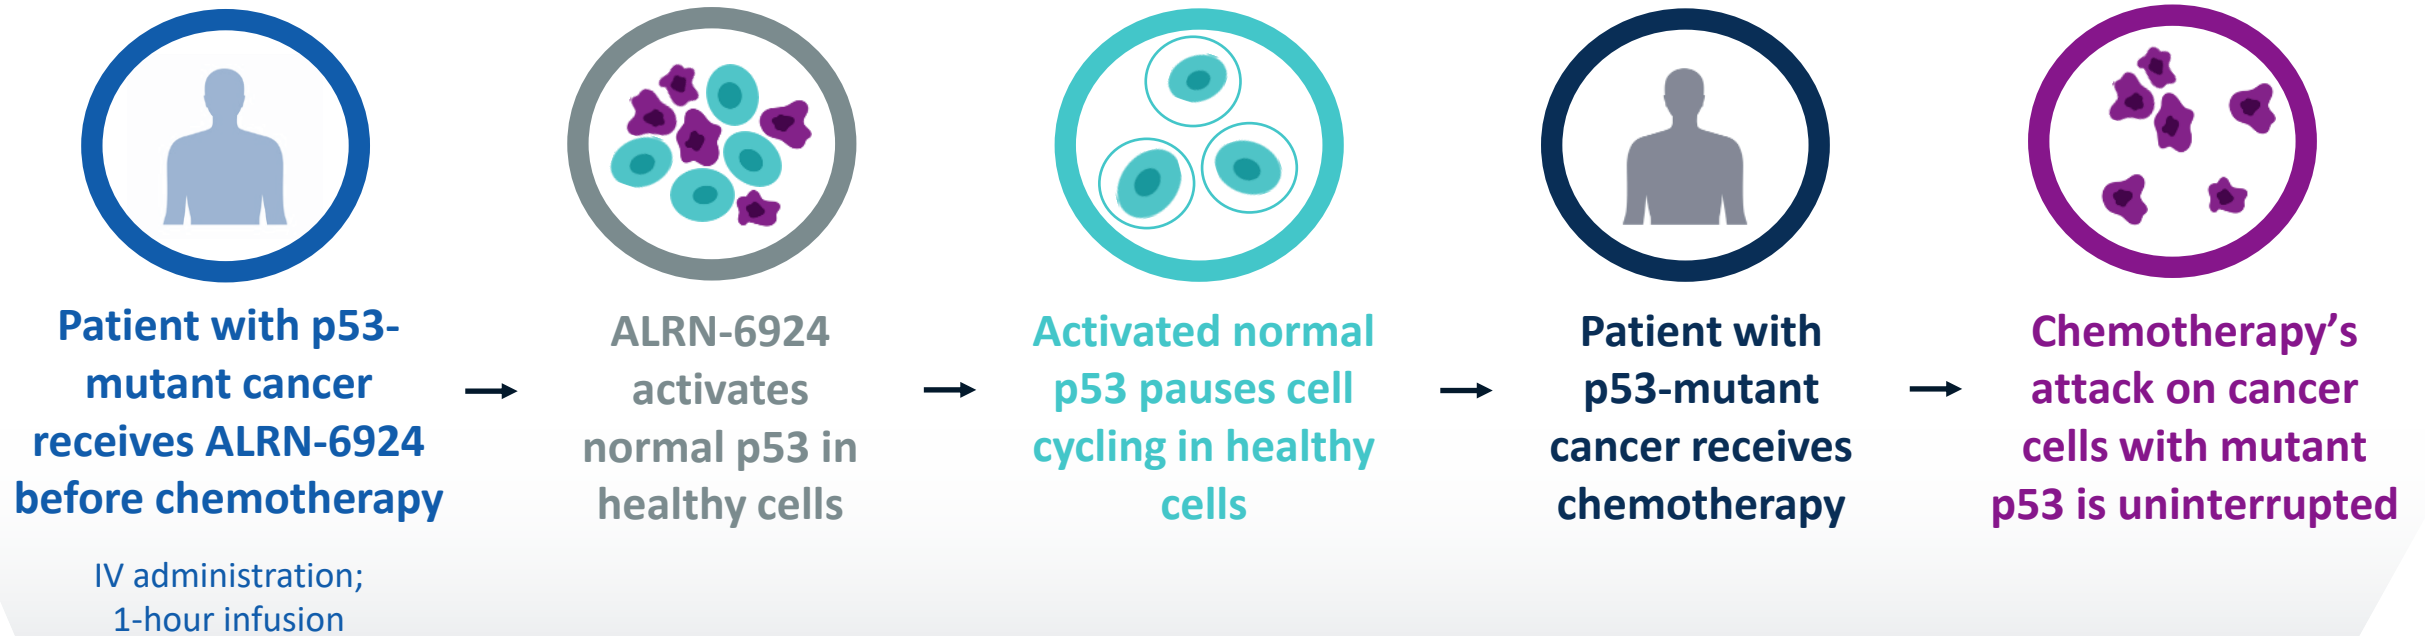 Patient with p53-
mutant cancer
receives ALRN-6924
before chemotherapy
IV administration;
1-hour infusion
ALRN-6924
activates
normal p53 in
healthy cells
Activated normal
p53 pauses cell
cycling in healthy
cells
Patient with
p53-mutant
cancer receives
chemotherapy
Chemotherapy’s
attack on cancer
cells with mutant
p53 is uninterrupted